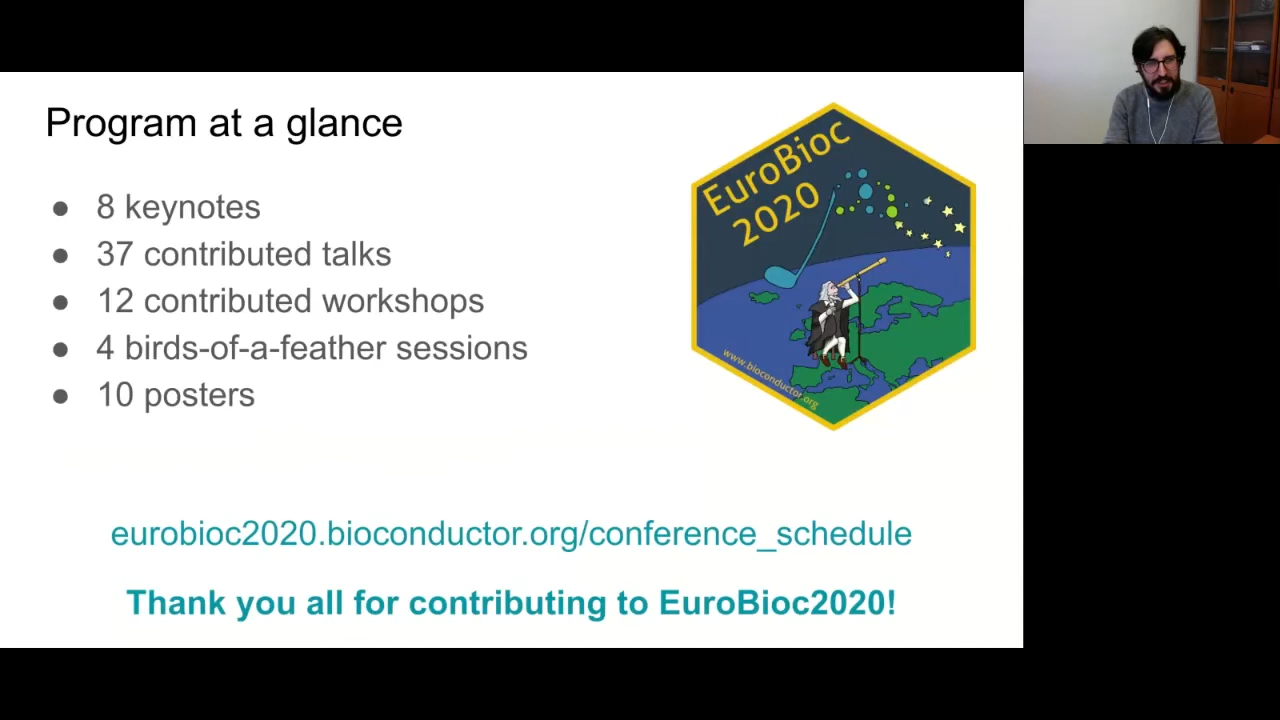 Program at a glance
● 8 keynotes
● 37 contributed talks
● 12 contributed workshops
● 4 birds-of-a-feather sessions
● 10 posters
EuroBioc
2020
www.bioconductor.org
eurobioc2020.bioconductor.org/conference_schedule
Thank you all for contributing to EuroBioc2020!